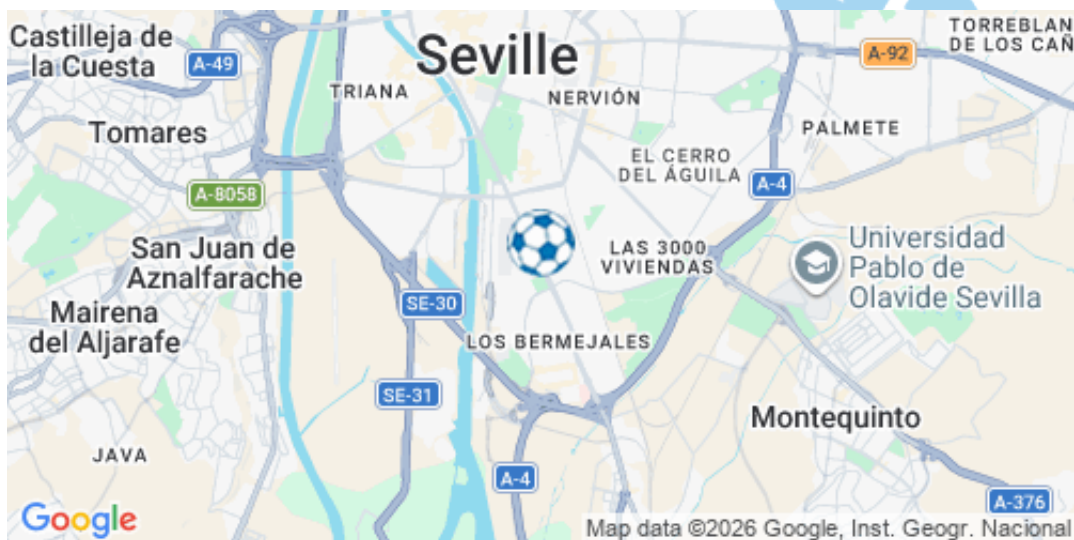 Castilleja de
la Cuesta
A-49
Seville
TORREBLAN
DE LOS CAÑ
A-92
TRIANA
NERVIÓN
Tomares
PALMETE
EL CERRO
DEL ÁGUILA
A-4
A-8058
San Juan de
Aznalfarache
LAS 3000
VIVIENDAS
Universidad
Pablo de
Olavide Sevilla
SE-30
Mairena
del Aljarafe
LOS BERMEJALES
SE-31
Montequinto
JAVA
A-4
A-376
Google
Map data ©2026 Google, Inst. Geogr. Nacional